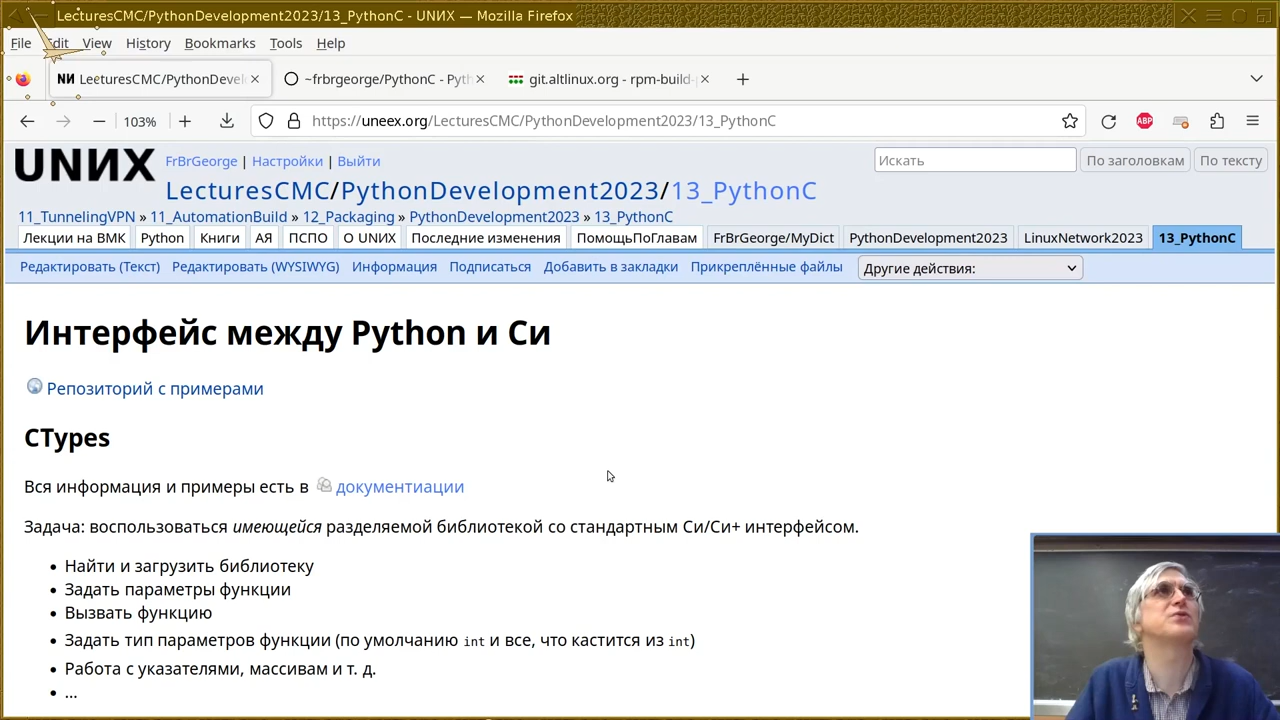 LecturesCMC/PythonDevelopment2023/13_PythonC - UNИX — Mozilla Firefox
File Edit View History Bookmarks Tools Help
NИ LecturesCMC/PythonDevel
~frbrgeorge/PythonC - Pyth
git.altlinux.org - rpm-build-
103%
https://uneex.org/LecturesCMC/PythonDevelopment2023/13_PythonC
ABP
UNИX
FrBrGeorge | Настройки | Выйти
Искать
По заголовкам
По тексту
LecturesCMC/PythonDevelopment2023/13_PythonC
11_TunnelingVPN » 11_AutomationBuild » 12_Packaging » PythonDevelopment2023 » 13_PythonC
Лекции на ВМК Python Книги АЯ ПСПО О UNIX Последние изменения ПомощьПоГлавам FrBrGeorge/MyDict PythonDevelopment2023 LinuxNetwork2023 13_PythonC
Редактировать (Текст) Редактировать (WYSIWYG) Информация Подписаться Добавить в закладки Прикреплённые файлы Другие действия:
Интерфейс между Python и Си
Репозиторий с примерами
CTypes
Вся информация и примеры есть в документиации
Задача: воспользоваться имеющейся разделяемой библиотекой со стандартным Си/Си+ интерфейсом.
• Найти и загрузить библиотеку
• Задать параметры функции
• Вызвать функцию
• Задать тип параметров функции (по умолчанию int и все, что кастится из int)
• Работа с указателями, массивам и т. д.
• ...